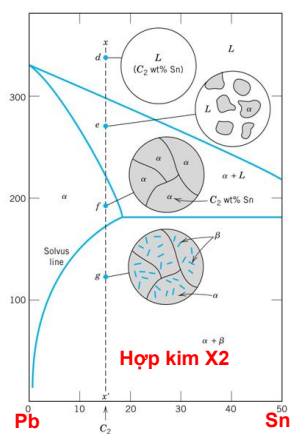 x
d
L
(C₂ wt% Sn)
L
300
e
L
α
α
α
α
α + L
200
α
f
α
C₂ wt% Sn
β
Solvus
line
g
100
α
α + β
Hợp kim X2
x′
Pb
0
10
20
30
40
50
Sn
C₂